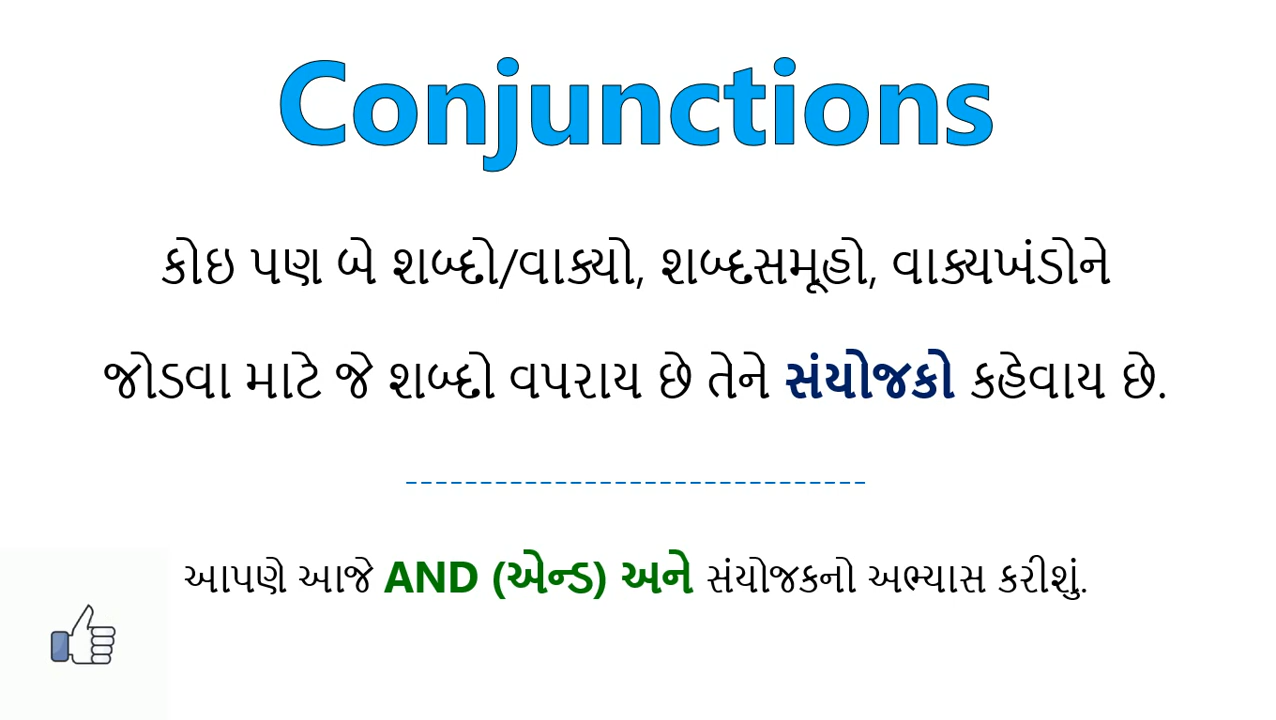 Conjunctions
કોઇ પણ બે શબ્દો/વાક્યો, શબ્દસમૂહો, વાક્યખંડોને
જોડવા માટે જે શબ્દો વપરાય છે તેને સંયોજકો કહેવાય છે.
-------------------------------
આપણે આજે AND (એન્ડ) અને સંયોજકનો અભ્યાસ કરીશું.